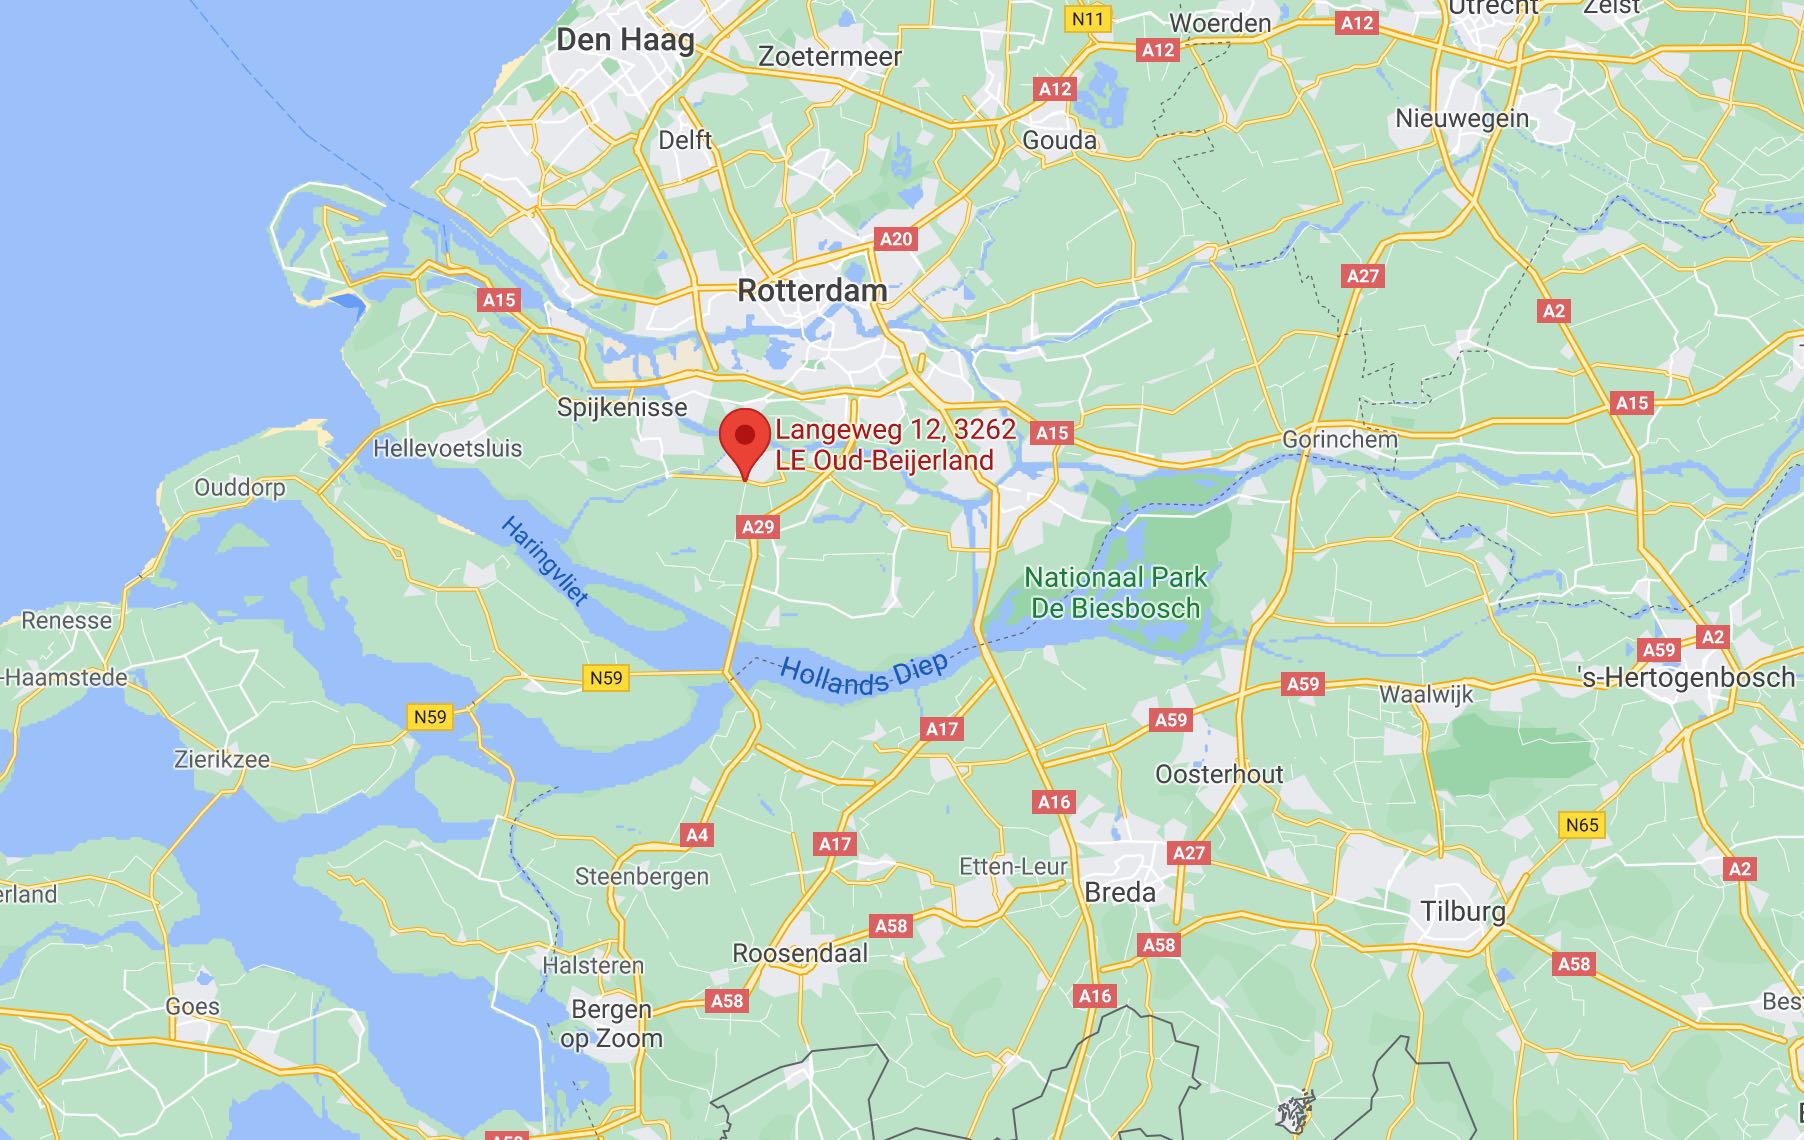 N11
Woerden
A12
Utrecht
Zeist
Den Haag
Zoetermeer
A12
A12
Nieuwegein
Delft
Gouda
A20
A27
Rotterdam
A15
A2
Spijkenisse
Langeweg 12, 3262
LE Oud-Beijerland
A15
A15
Gorinchem
Hellevoetsluis
Ouddorp
A29
Haringvliet
Nationaal Park
De Biesbosch
Renesse
A2
A59
-Haamstede
N59
Hollands Diep
A59
Waalwijk
's-Hertogenbosch
N59
A17
A59
Zierikzee
Oosterhout
A16
N65
A4
A17
A27
Steenbergen
Etten-Leur
A2
erland
Breda
Tilburg
A58
Roosendaal
A58
A58
Halsteren
Goes
Bergen
op Zoom
A58
A16
Bes